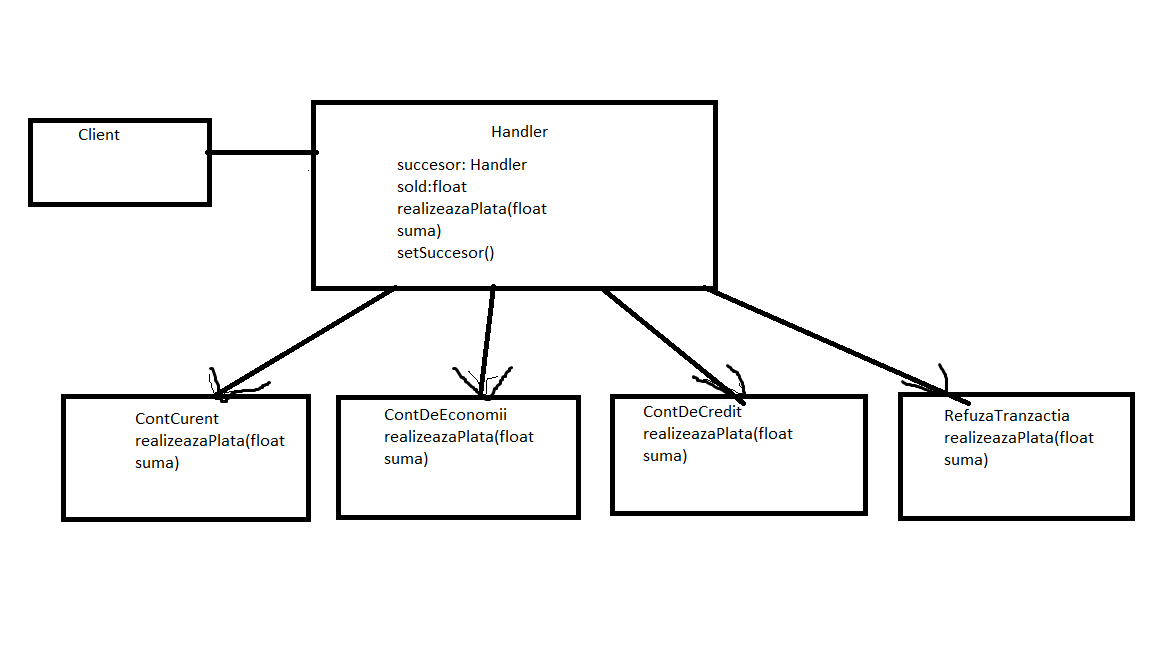 Client
Handler
succesor: Handler
sold:float
realizeazaPlata(float
suma)
setSuccesor()
ContCurent
realizeazaPlata(float
suma)
ContDeEconomii
realizeazaPlata(float
suma)
ContDeCredit
realizeazaPlata(float
suma)
RefuzaTranzactia
realizeazaPlata(float
suma)